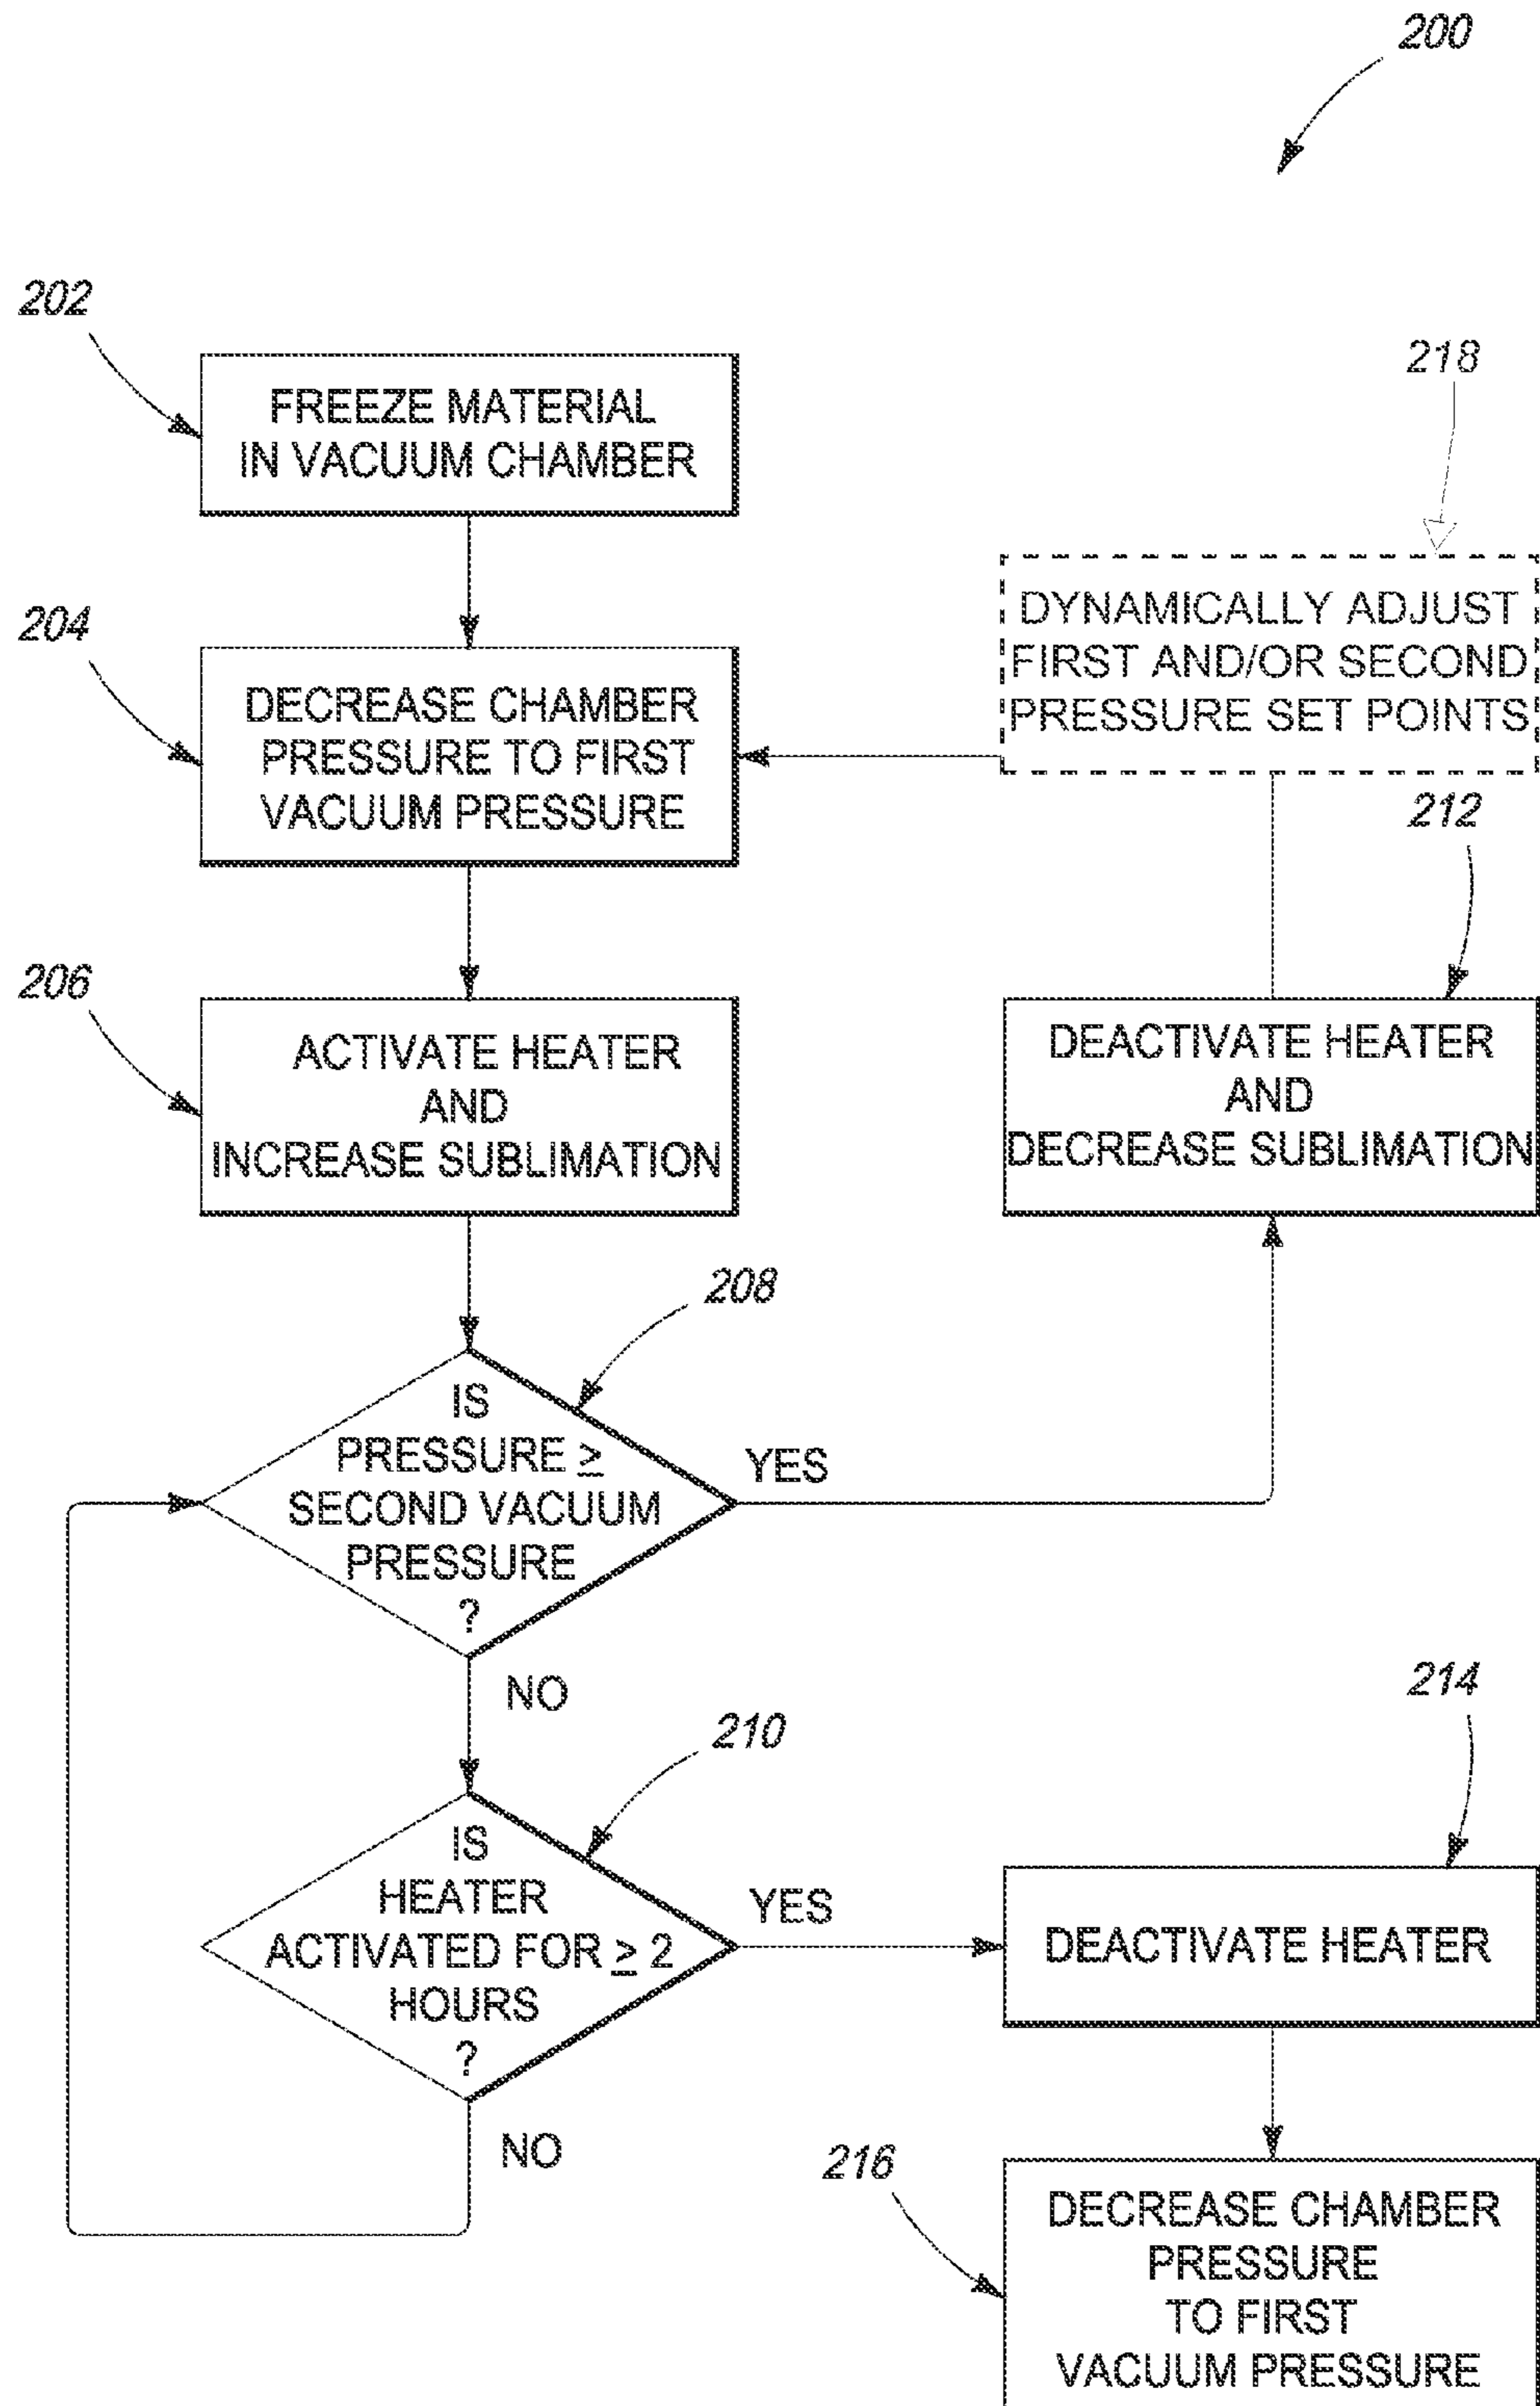 200
202
FREEZE MATERIAL
IN VACUUM CHAMBER
218
DYNAMICALLY ADJUST
FIRST AND/OR SECOND
PRESSURE SET POINTS
204
DECREASE CHAMBER
PRESSURE TO FIRST
VACUUM PRESSURE
212
206
ACTIVATE HEATER
AND
INCREASE SUBLIMATION
DEACTIVATE HEATER
AND
DECREASE SUBLIMATION
208
IS
PRESSURE ≥
SECOND VACUUM
PRESSURE
?
YES
NO
210
214
IS
HEATER
ACTIVATED FOR ≥ 2
HOURS
?
YES
DEACTIVATE HEATER
NO
216
DECREASE CHAMBER
PRESSURE
TO FIRST
VACUUM PRESSURE